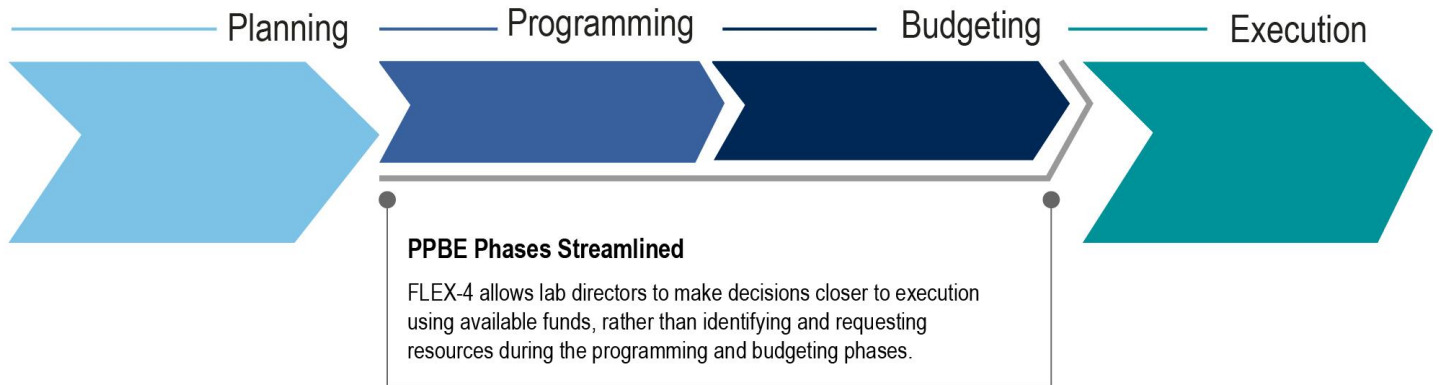 Planning
Programming
Budgeting
Execution
PPBE Phases Streamlined
FLEX-4 allows lab directors to make decisions closer to execution
using available funds, rather than identifying and requesting
resources during the programming and budgeting phases.